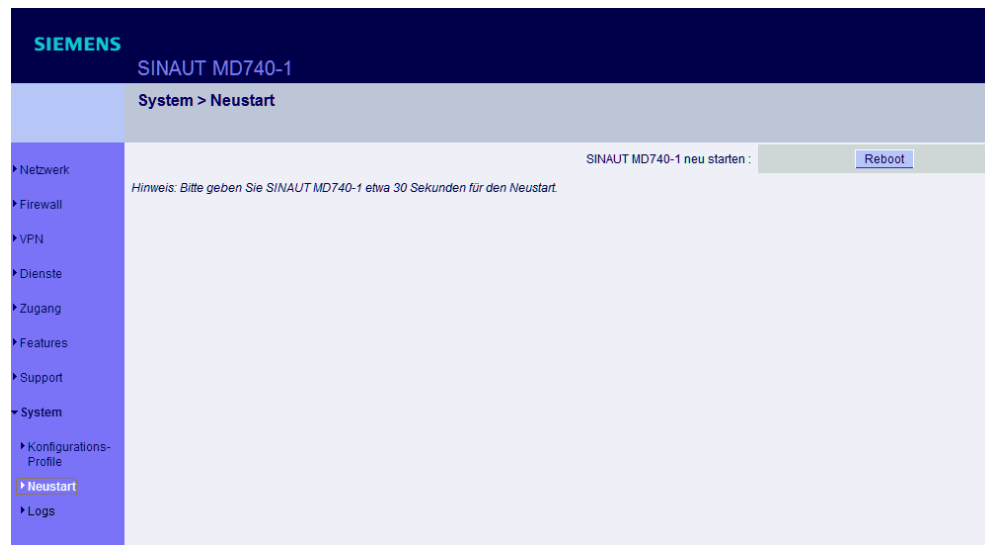 SIEMENS
SINAUT MD740-1
System > Neustart
SINAUT MD740-1 neu starten :
Reboot
Hinweis: Bitte geben Sie SINAUT MD740-1 etwa 30 Sekunden für den Neustart.
Netzwerk
Firewall
VPN
Dienste
Zugang
Features
Support
System
Konfigurations-
Profile
Neustart
Logs